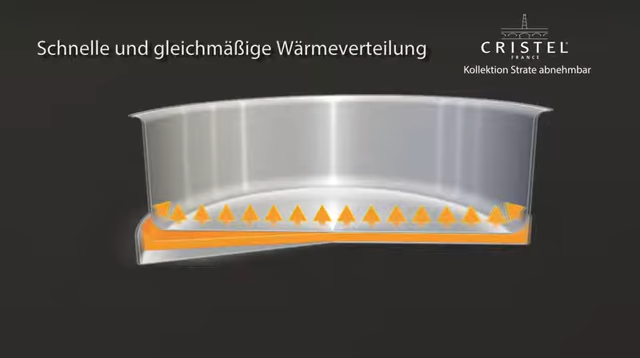 Schnelle und gleichmäßige Wärmeverteilung
CRISTEL
FRANCE
Kollektion Strate abnehmbar